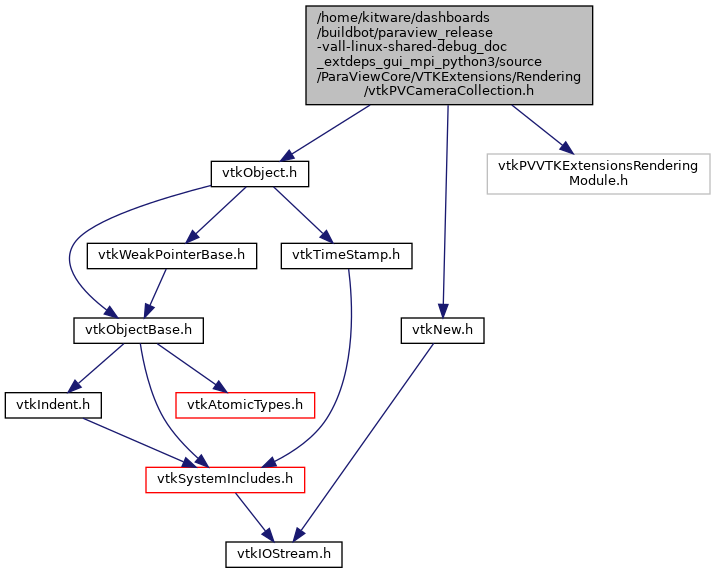 /home/kitware/dashboards
/buildbot/paraview_release
-vall-linux-shared-debug_doc
_extdeps_gui_mpi_python3/source
/ParaViewCore/VTKExtensions/Rendering
/vtkPVCameraCollection.h
vtkObject.h
vtkPVVTKExtensionsRendering
Module.h
vtkWeakPointerBase.h
vtkTimeStamp.h
vtkObjectBase.h
vtkNew.h
vtkIndent.h
vtkAtomicTypes.h
vtkSystemIncludes.h
vtkIOStream.h